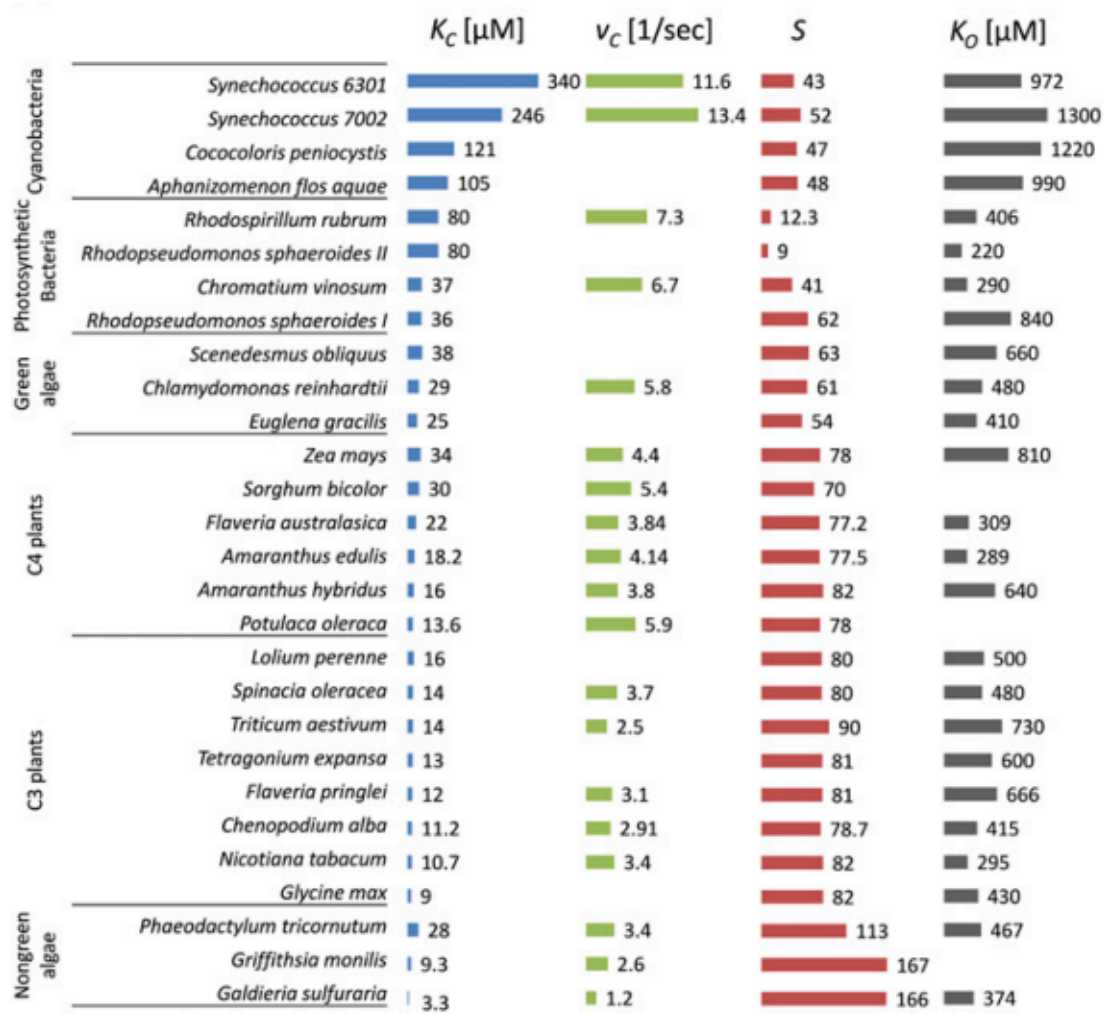 K_C [µM] v_C [1/sec] S K_O [µM]
Cyanobacteria
Synechococcus 6301 340 11.6 43 972
Synechococcus 7002 246 13.4 52 1300
Cococoloris peniocystis 121 47 1220
Aphanizomenon flos aquae 105 48 990
Photosynthetic
Bacteria
Rhodospirillum rubrum 80 7.3 12.3 406
Rhodopseudomonos sphaeroides II 80 9 220
Chromatium vinosum 37 6.7 41 290
Rhodopseudomonos sphaeroides I 36 62 840
Green
algae
Scenedesmus obliquus 38 63 660
Chlamydomonas reinhardtii 29 5.8 61 480
Euglena gracilis 25 54 410
C4 plants
Zea mays 34 4.4 78 810
Sorghum bicolor 30 5.4 70
Flaveria australasica 22 3.84 77.2 309
Amaranthus edulis 18.2 4.14 77.5 289
Amaranthus hybridus 16 3.8 82 640
Potulaca oleraca 13.6 5.9 78
C3 plants
Lolium perenne 16 80 500
Spinacia oleracea 14 3.7 80 480
Triticum aestivum 14 2.5 90 730
Tetragonium expansa 13 81 600
Flaveria pringlei 12 3.1 81 666
Chenopodium alba 11.2 2.91 78.7 415
Nicotiana tabacum 10.7 3.4 82 295
Glycine max 9 82 430
Nongreen
algae
Phaeodactylum tricornutum 28 3.4 113 467
Griffithsia monilis 9.3 2.6 167
Galdieria sulfuraria 3.3 1.2 166 374